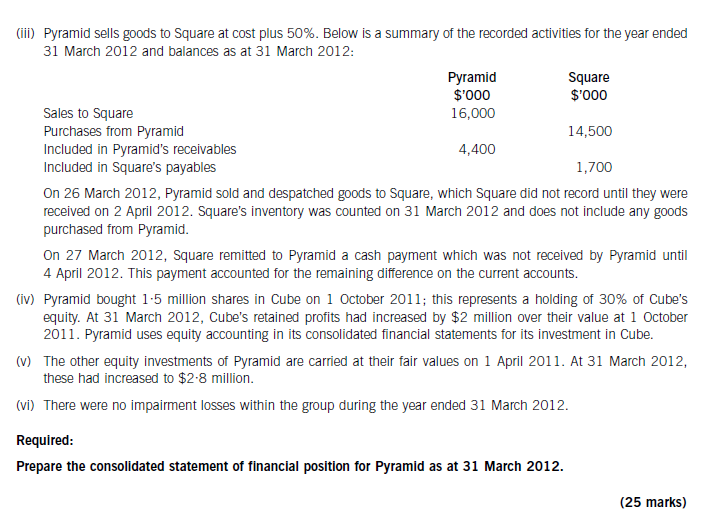 (iii) Pyramid sells goods to Square at cost plus 50%. Below is a summary of the recorded activities for the year ended
31 March 2012 and balances as at 31 March 2012:
Pyramid Square
$'000 $'000
Sales to Square 16,000
Purchases from Pyramid 14,500
Included in Pyramid's receivables 4,400
Included in Square's payables 1,700
On 26 March 2012, Pyramid sold and despatched goods to Square, which Square did not record until they were
received on 2 April 2012. Square's inventory was counted on 31 March 2012 and does not include any goods
purchased from Pyramid.
On 27 March 2012, Square remitted to Pyramid a cash payment which was not received by Pyramid until
4 April 2012. This payment accounted for the remaining difference on the current accounts.
(iv) Pyramid bought 1·5 million shares in Cube on 1 October 2011; this represents a holding of 30% of Cube's
equity. At 31 March 2012, Cube's retained profits had increased by $2 million over their value at 1 October
2011. Pyramid uses equity accounting in its consolidated financial statements for its investment in Cube.
(v) The other equity investments of Pyramid are carried at their fair values on 1 April 2011. At 31 March 2012,
these had increased to $2·8 million.
(vi) There were no impairment losses within the group during the year ended 31 March 2012.
Required:
Prepare the consolidated statement of financial position for Pyramid as at 31 March 2012.
(25 marks)